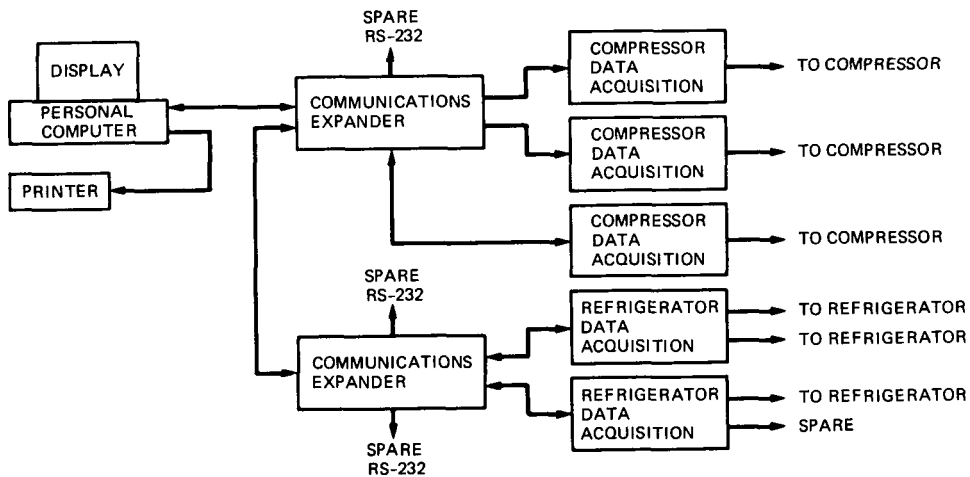 SPARE
RS-232
DISPLAY
PERSONAL
COMPUTER
PRINTER
COMMUNICATIONS
EXPANDER
COMPRESSOR
DATA
ACQUISITION
TO COMPRESSOR
COMPRESSOR
DATA
ACQUISITION
TO COMPRESSOR
COMPRESSOR
DATA
ACQUISITION
TO COMPRESSOR
SPARE
RS-232
COMMUNICATIONS
EXPANDER
SPARE
RS-232
REFRIGERATOR
DATA
ACQUISITION
TO REFRIGERATOR
TO REFRIGERATOR
REFRIGERATOR
DATA
ACQUISITION
TO REFRIGERATOR
SPARE